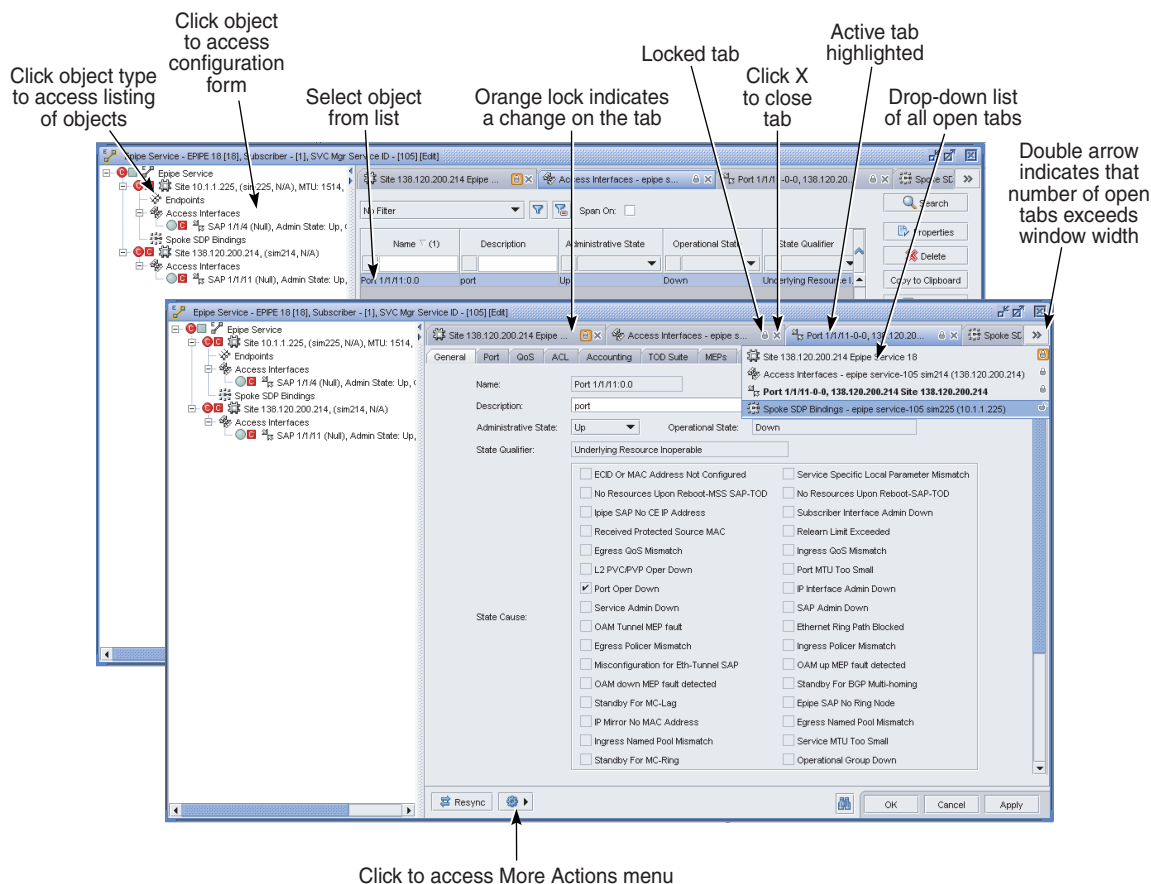 Click object
to access
configuration
form
Click object type
to access listing
of objects
Select object
from list
Orange lock indicates
a change on the tab
Locked tab
Click X
to close
tab
Active tab
highlighted
Drop-down list
of all open tabs
Double arrow
indicates that
number of open
tabs exceeds
window width
Epipe Service - EPIPE 18 [18], Subscriber - [1], SVC Mgr Service ID - [105] [Edit]
Epipe Service
Site 10.1.1.225, (sim225, N/A), MTU: 1514,
Endpoints
Access Interfaces
SAP 1/1/4 (Null), Admin State: Up,
Spoke SDP Bindings
Site 138.120.200.214, (sim214, N/A)
Access Interfaces
SAP 1/1/11 (Null), Admin State: Up,
Site 138.120.200.214 Epipe ...
Access Interfaces - epipe s...
Port 1/1/11-0-0, 138.120.20...
Spoke SD
No Filter
Span On:
Search
Properties
Delete
Copy to Clipboard
Name (1)
Description
Administrative State
Operational State
State Qualifier
Port 1/1/11:0.0
port
Up
Down
Underlying Resource I...
Epipe Service - EPIPE 18 [18], Subscriber - [1], SVC Mgr Service ID - [105] [Edit]
Epipe Service
Site 10.1.1.225, (sim225, N/A), MTU: 1514,
Endpoints
Access Interfaces
SAP 1/1/4 (Null), Admin State: Up,
Spoke SDP Bindings
Site 138.120.200.214, (sim214, N/A)
Access Interfaces
SAP 1/1/11 (Null), Admin State: Up,
Site 138.120.200.214 Epipe ...
Access Interfaces - epipe s...
Port 1/1/11-0-0, 138.120.20...
Spoke SD
General Port QoS ACL Accounting TOD Suite MEPs
Site 138.120.200.214 Epipe Service 18
Access Interfaces - epipe service-105 sim214 (138.120.200.214)
Port 1/1/11-0-0, 138.120.200.214 Site 138.120.200.214
Spoke SDP Bindings - epipe service-105 sim225 (10.1.1.225)
Name: Port 1/1/11:0.0
Description: port
Administrative State: Up Operational State: Down
State Qualifier: Underlying Resource Inoperable
State Cause:
ECID Or MAC Address Not Configured Service Specific Local Parameter Mismatch
No Resources Upon Reboot-MSS SAP-TOD No Resources Upon Reboot-SAP-TOD
Ipipe SAP No CE IP Address Subscriber Interface Admin Down
Received Protected Source MAC Relearn Limit Exceeded
Egress QoS Mismatch Ingress QoS Mismatch
L2 PVC/PVP Oper Down Port MTU Too Small
Port Oper Down IP Interface Admin Down
Service Admin Down SAP Admin Down
OAM Tunnel MEP fault Ethernet Ring Path Blocked
Egress Policer Mismatch Ingress Policer Mismatch
Misconfiguration for Eth-Tunnel SAP OAM up MEP fault detected
OAM down MEP fault detected Standby For BGP Multi-homing
Standby For MC-Lag Epipe SAP No Ring Node
IP Mirror No MAC Address Egress Named Pool Mismatch
Ingress Named Pool Mismatch Service MTU Too Small
Standby For MC-Ring Operational Group Down
Resync
OK Cancel Apply
Click to access More Actions menu